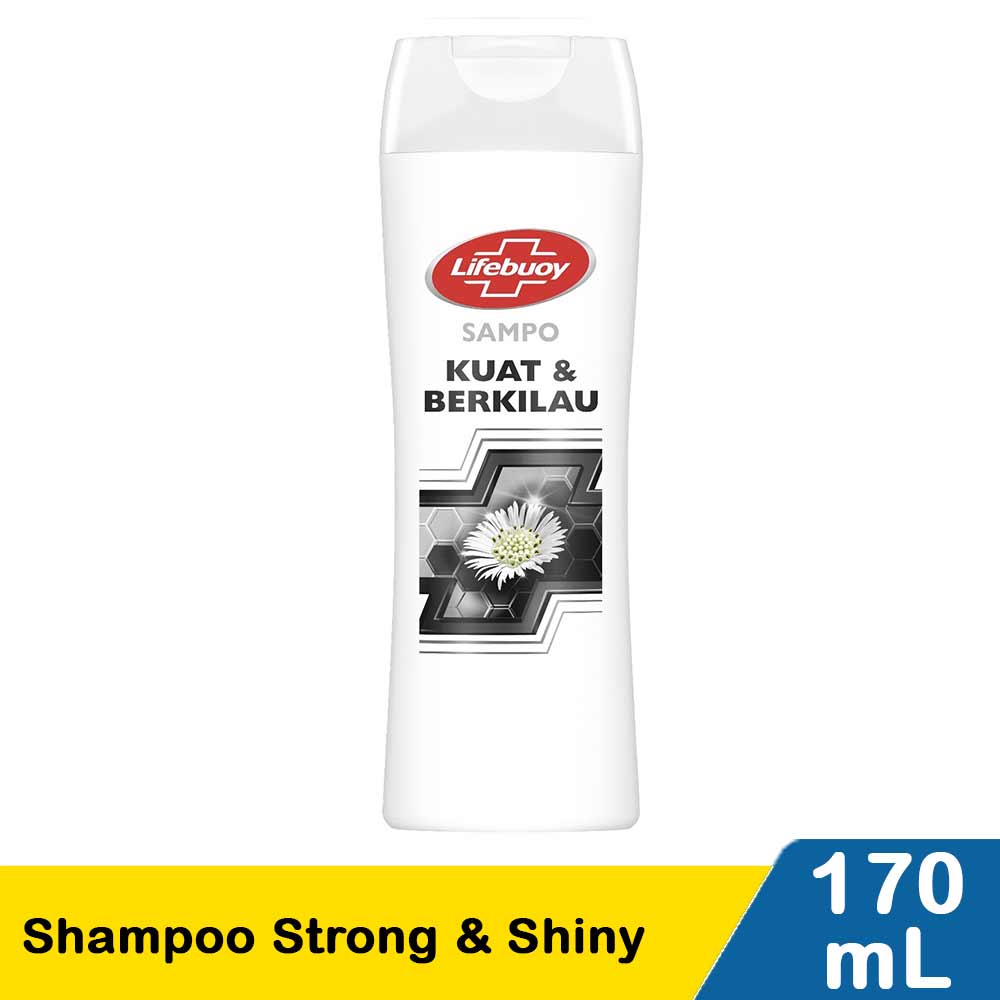 Lifebuoy
SAMPO
KUAT &
BERKILAU
Shampoo Strong & Shiny
170
mL